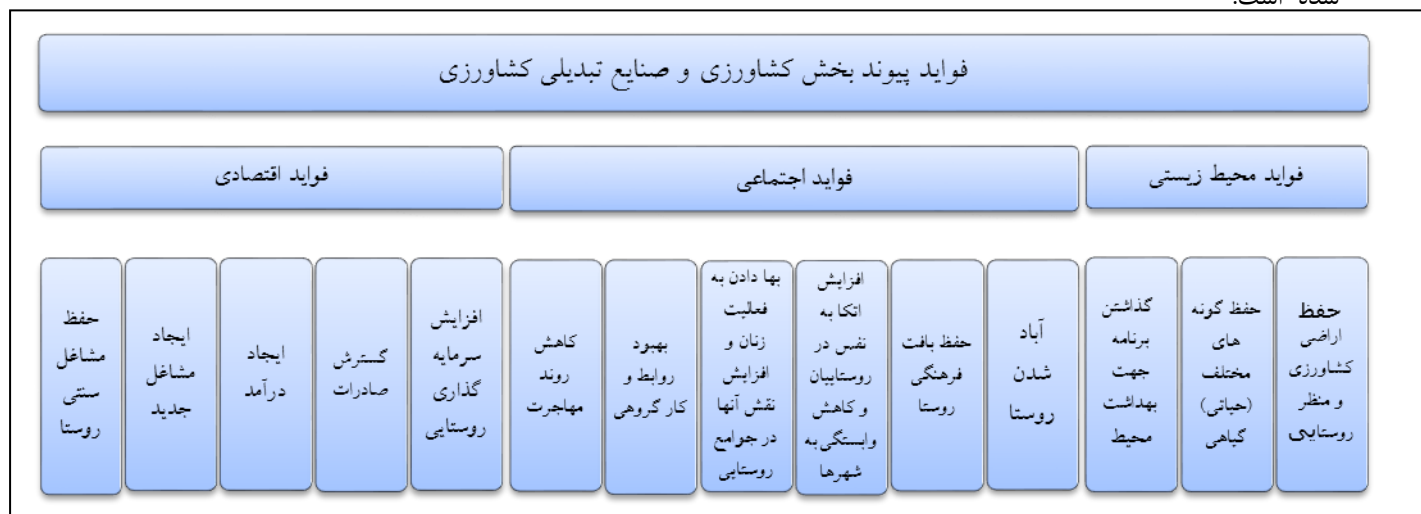 شده است.
فواید پیوند بخش کشاورزی و صنایع تبدیلی کشاورزی
فواید محیط زیستی
فواید اجتماعی
فواید اقتصادی
حفظ
اراضی
کشاورزی
و منظر
روستایی
حفظ گونه
های
مختلف
(حیاتی)
گیاهی
گذاشتن
برنامه
جهت
بهداشت
محیط
آباد
شدن
روستا
حفظ بافت
فرهنگی
روستا
افزایش
اتکا به
نفس در
روستاییان
و کاهش
وابستگی به
شهرها
بها دادن به
فعالیت
زنان و
افزایش
نقش آنها
در جوامع
روستایی
بهبود
روابط و
کار گروهی
کاهش
روند
مهاجرت
افزایش
سرمایه
گذاری
روستایی
گسترش
صادرات
ایجاد
درآمد
ایجاد
مشاغل
جدید
حفظ
مشاغل
سنتی
روستا